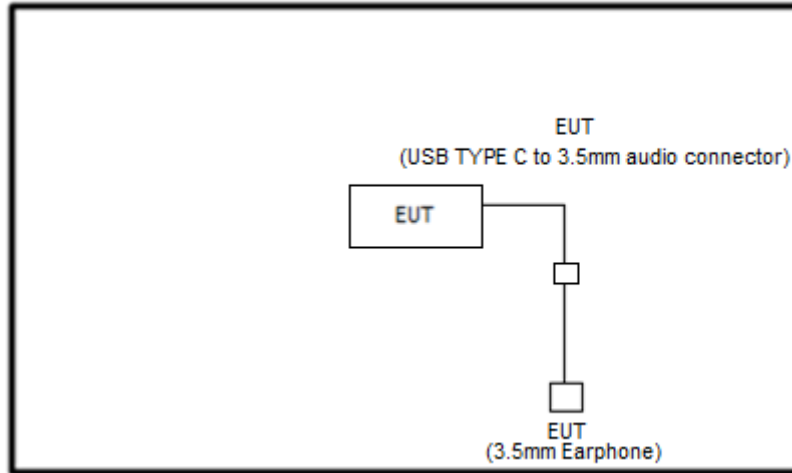 EUT
(USB TYPE C to 3.5mm audio connector)
EUT
EUT
(3.5mm Earphone)